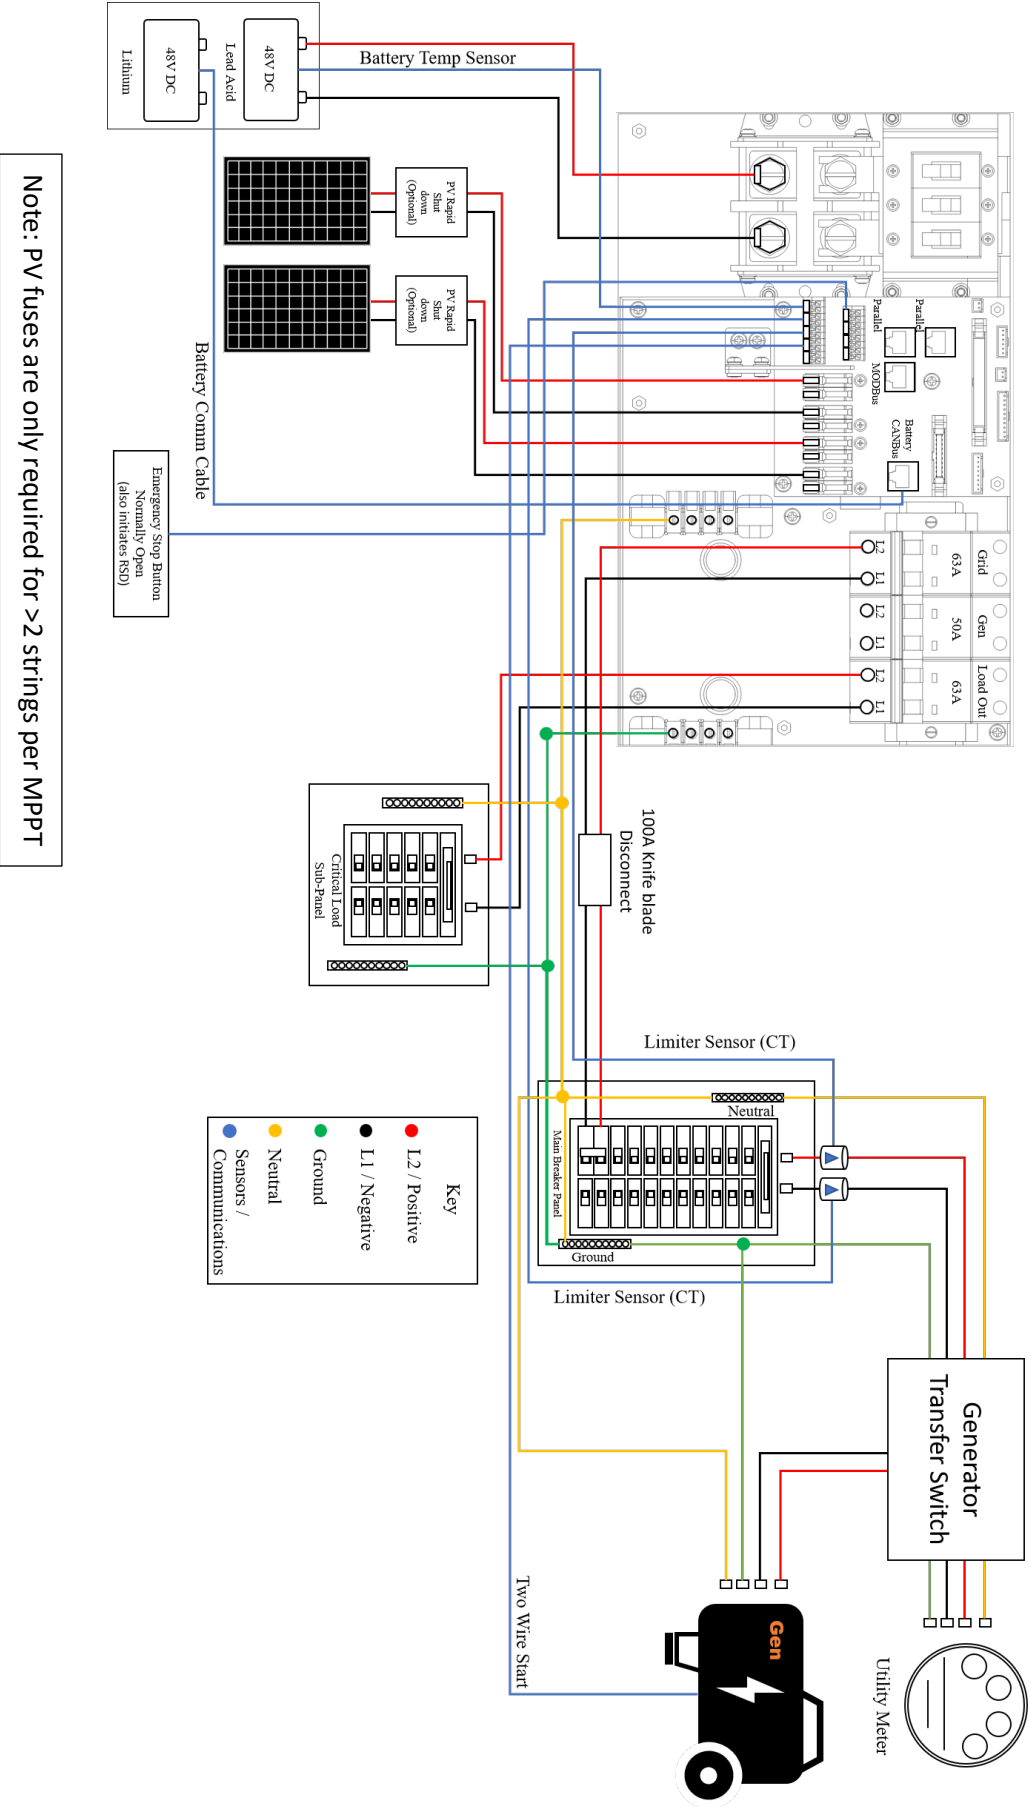 Battery Temp Sensor
48V DC
Lithium
48V DC
Lead Acid
PV Rapid
Shut
down
(Optional)
PV Rapid
Shut
down
(Optional)
Battery Comm Cable
Emergency Stop Button
Normally Open
(also initiates RSD)
Note: PV fuses are only required for >2 strings per MPPT
Parallel
Parallel
MODBus
Battery
CANBus
Grid
63A
L2
L1
Gen
50A
L2
L1
Load Out
63A
L2
L1
100A Knife blade
Disconnect
Critical Load
Sub-Panel
Limiter Sensor (CT)
Neutral
Main Breaker Panel
Ground
Limiter Sensor (CT)
Key
L2 / Positive
L1 / Negative
Ground
Neutral
Sensors /
Communications
Generator
Transfer Switch
Two Wire Start
Gen
Utility Meter